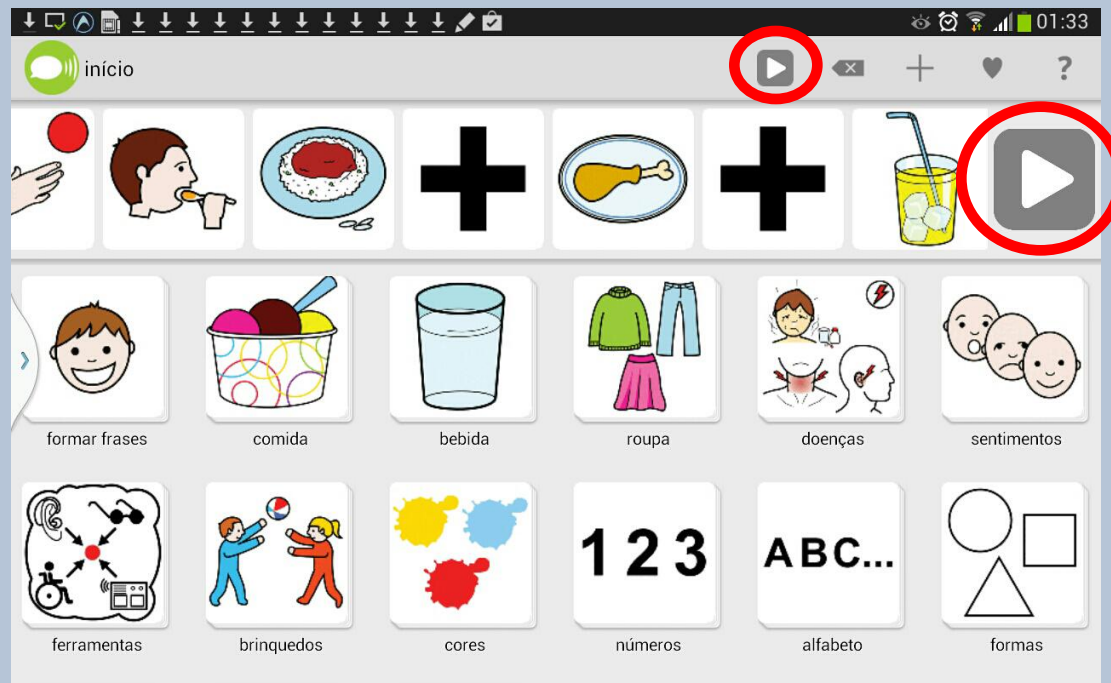 01:33
início
?
formar frases
comida
bebida
roupa
doenças
sentimentos
1 2 3
ABC...
ferramentas
brinquedos
cores
números
alfabeto
formas